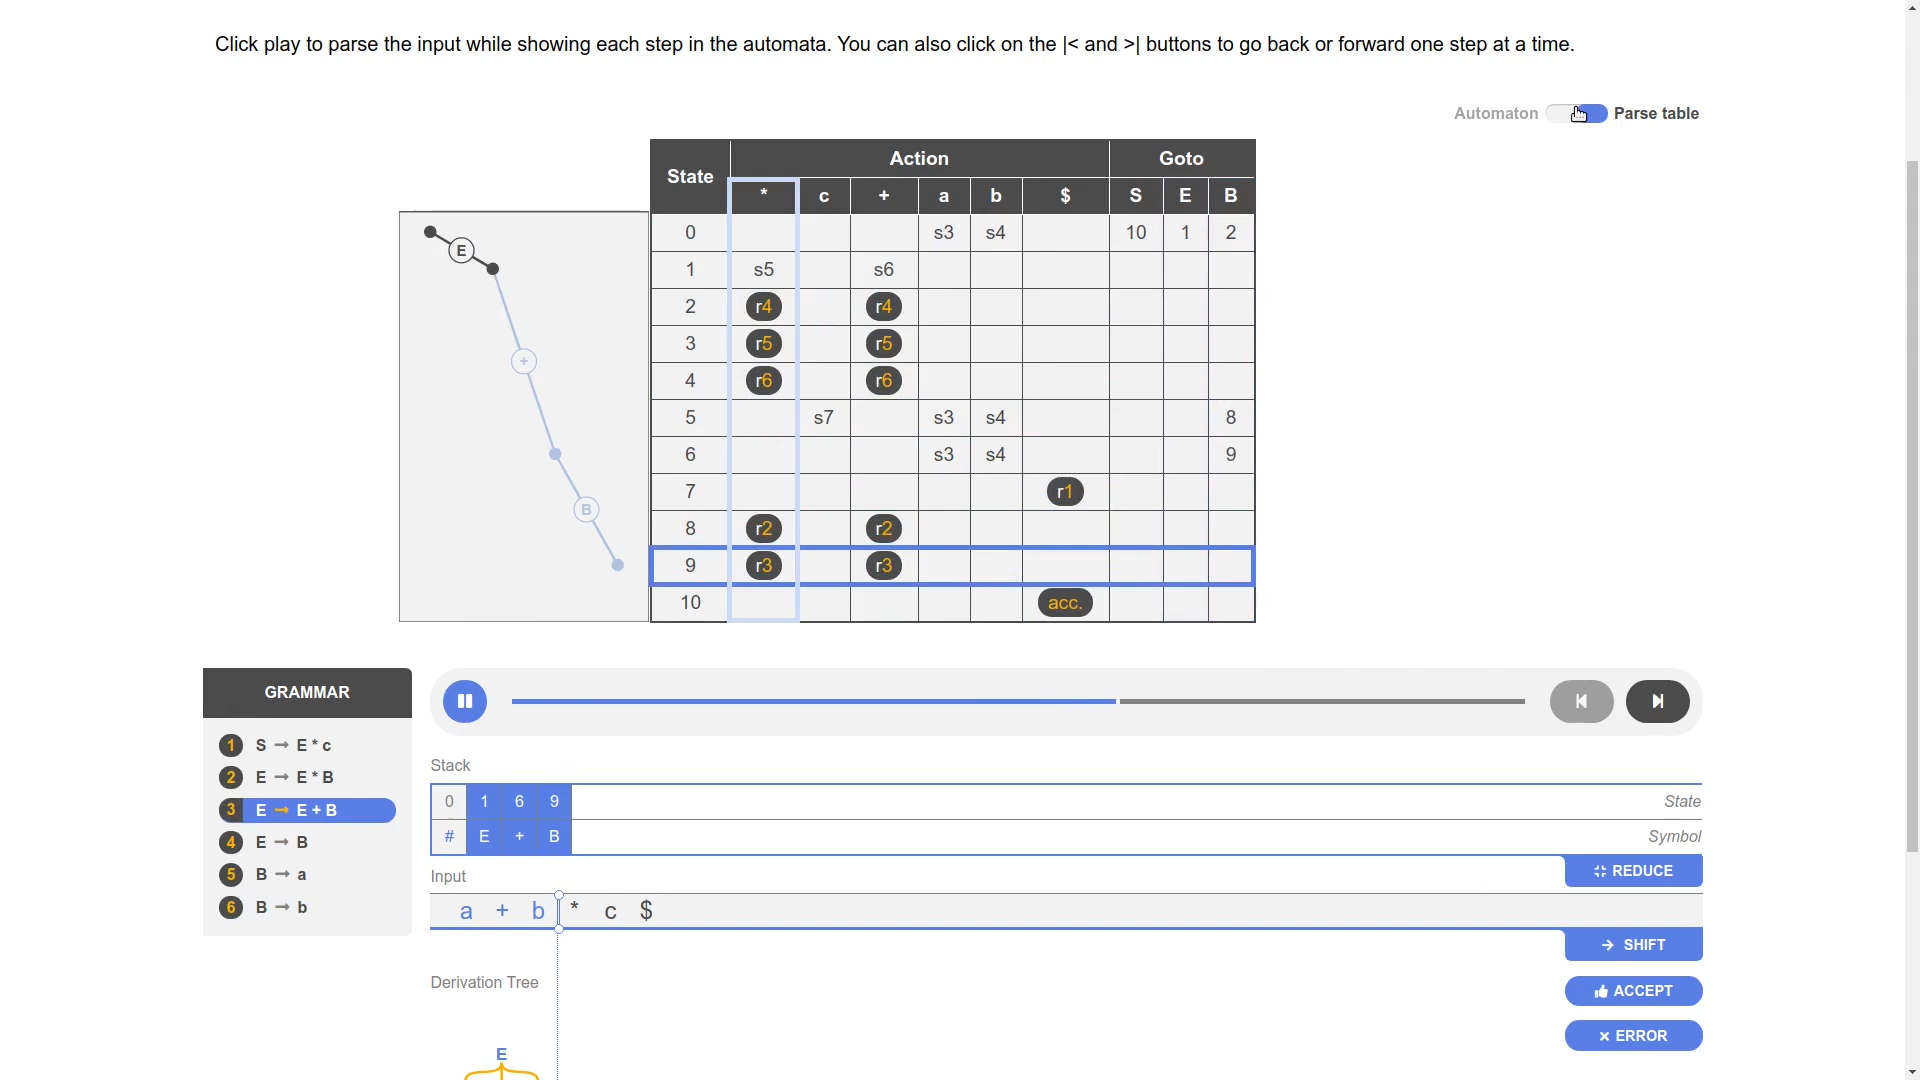 Click play to parse the input while showing each step in the automata. You can also click on the |< and >| buttons to go back or forward one step at a time.
Automaton Parse table
State Action Goto
* c + a b $ S E B
0 s3 s4 10 1 2
1 s5 s6
2 r4 r4
3 r5 r5
4 r6 r6
5 s7 s3 s4 8
6 s3 s4 9
7 r1
8 r2 r2
9 r3 r3
10 acc.
E
+
B
GRAMMAR
1 S → E * c
2 E → E * B
3 E → E + B
4 E → B
5 B → a
6 B → b
Stack
0 1 6 9 State
# E + B Symbol
REDUCE
Input
a + b * c $
→ SHIFT
Derivation Tree
ACCEPT
× ERROR
E